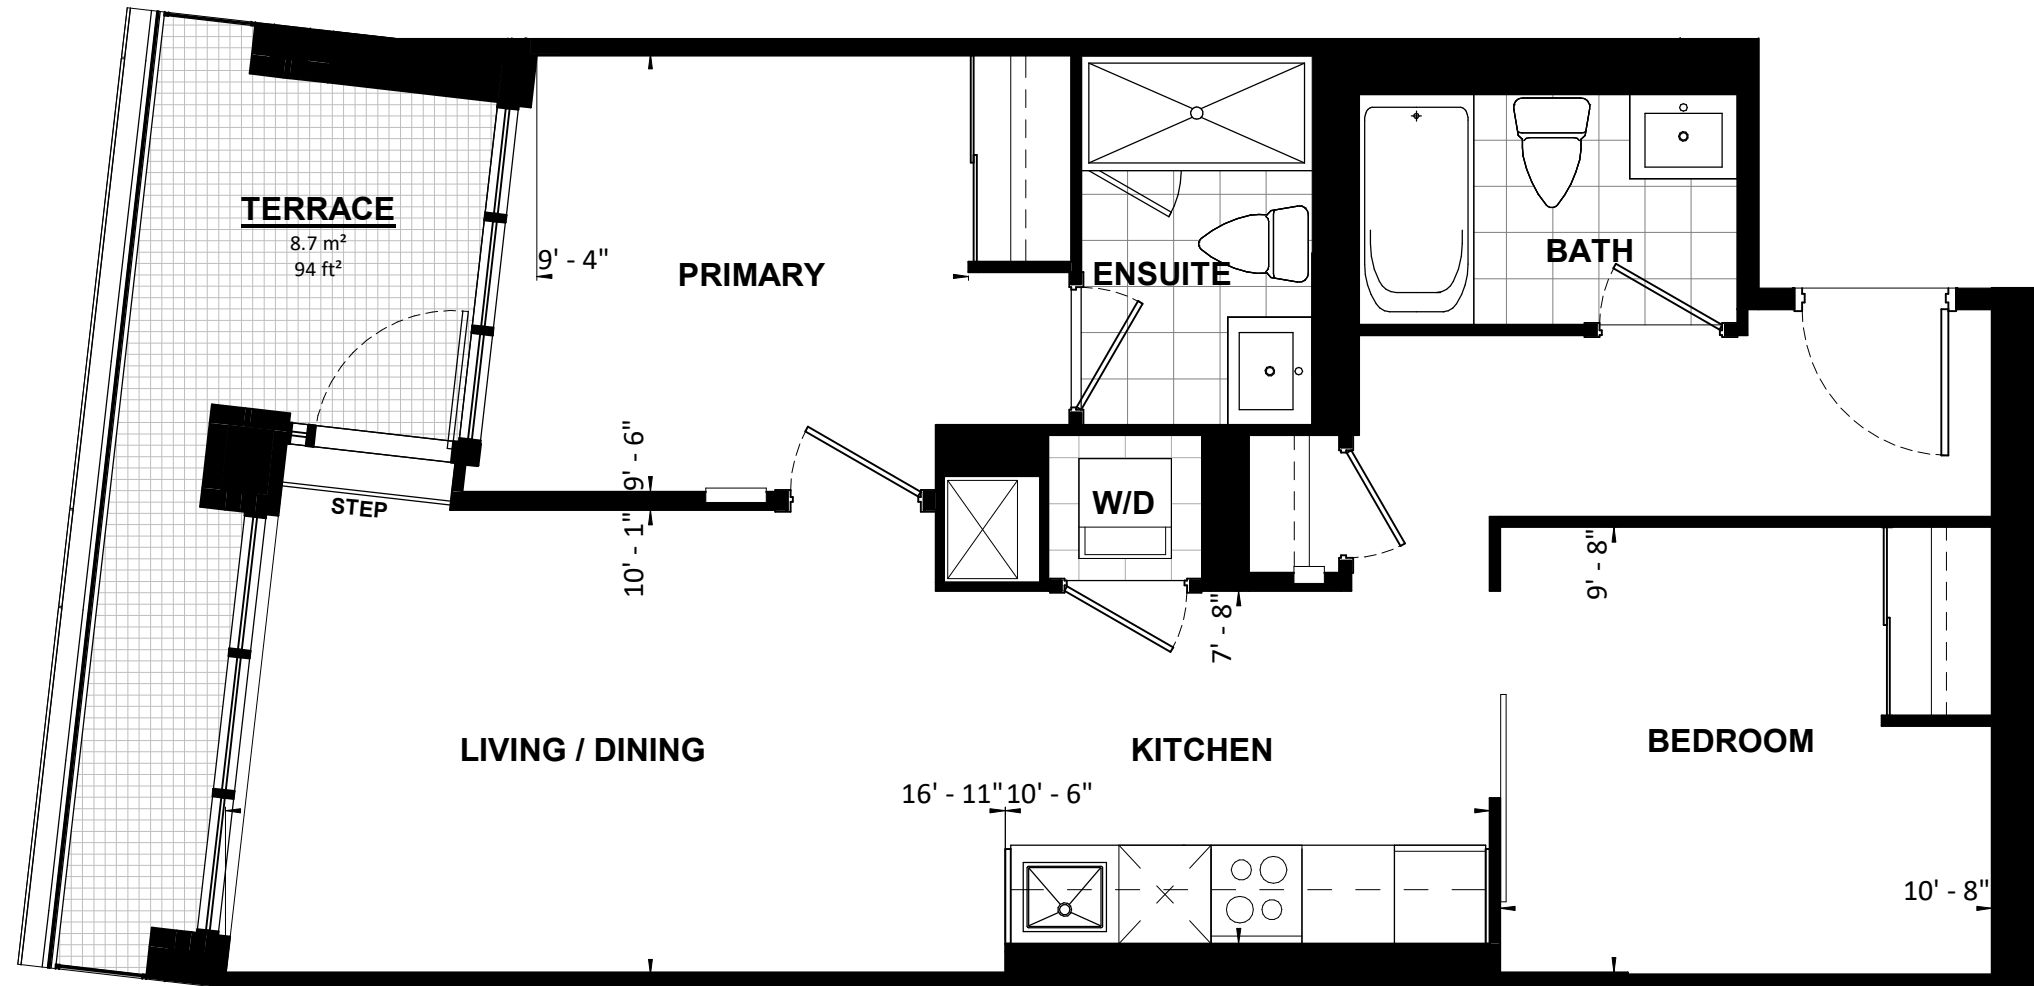 TERRACE
8.7 m²
94 ft²
9' - 4"
PRIMARY
ENSUITE
BATH
9' - 6"
STEP
10' - 1"
W/D
9' - 8"
7' - 8"
LIVING / DINING
KITCHEN
BEDROOM
16' - 11"
10' - 6"
10' - 8"